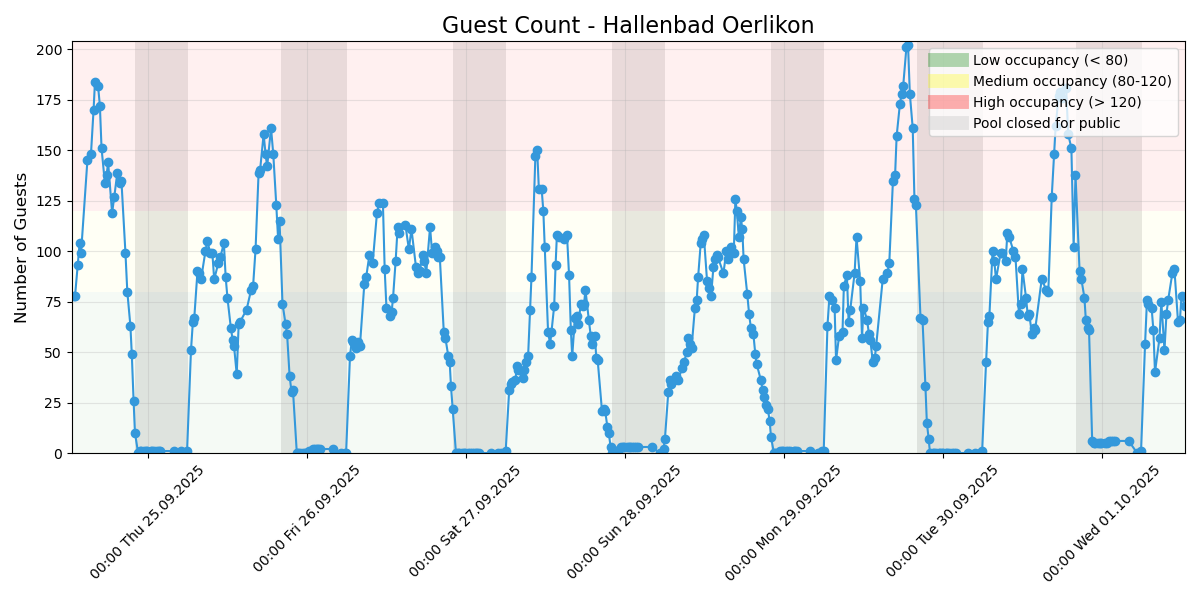 Guest Count - Hallenbad Oerlikon
Number of Guests
200
175
150
125
100
75
50
25
0
Low occupancy (< 80)
Medium occupancy (80-120)
High occupancy (> 120)
Pool closed for public
00:00 Thu 25.09.2025
00:00 Fri 26.09.2025
00:00 Sat 27.09.2025
00:00 Sun 28.09.2025
00:00 Mon 29.09.2025
00:00 Tue 30.09.2025
00:00 Wed 01.10.2025